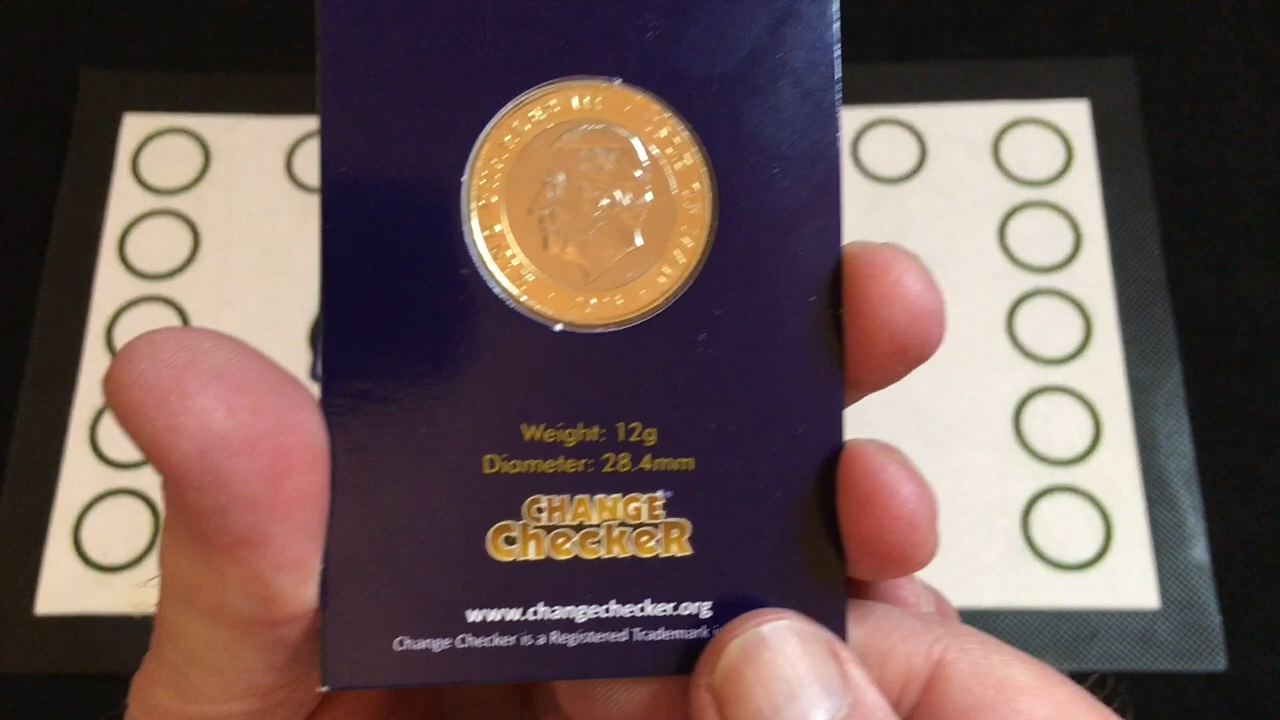 Weight: 12g
Diameter: 28.4mm
CHANGE
CHecKeR
www.changechecker.org
Change Checker is a Registered Trademark